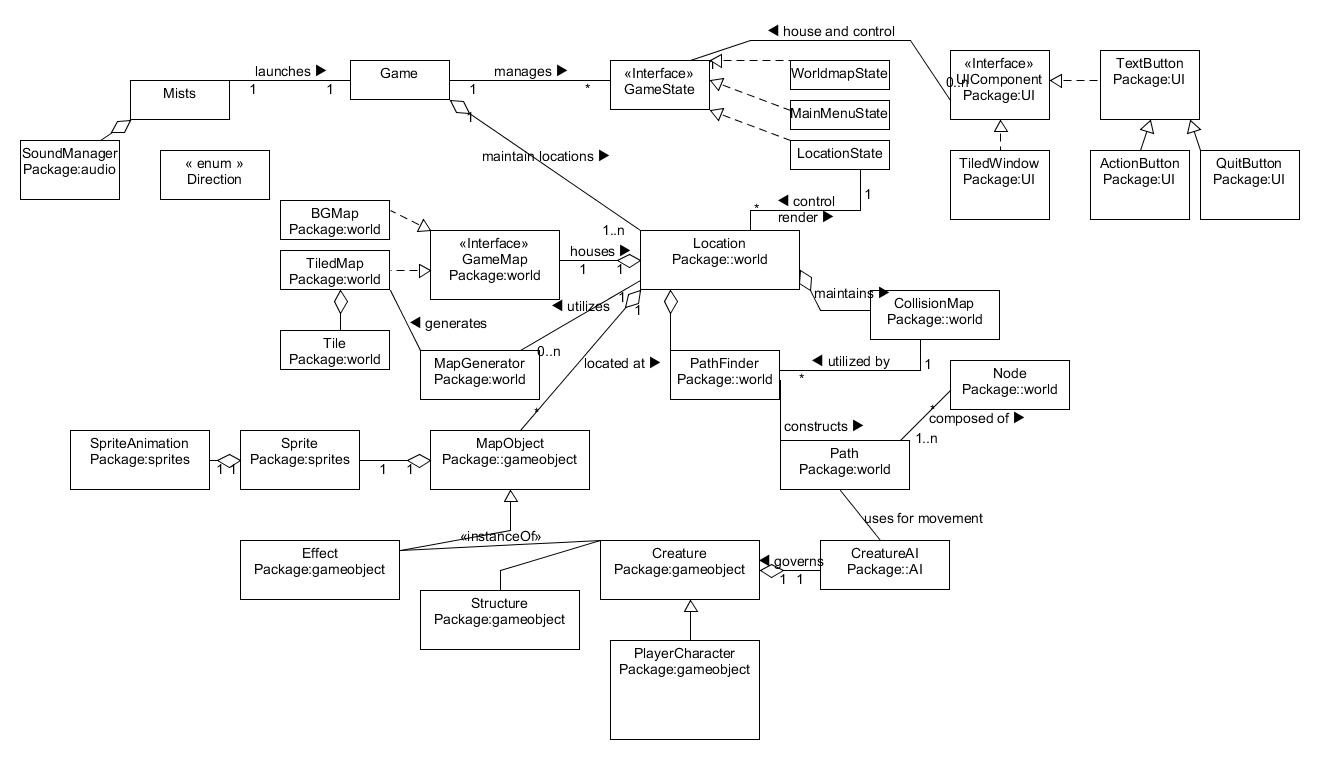 ◀ house and control
launches ▶
1
1
Game
manages ▶
1
*
«Interface»
GameState
1
WorldmapState
MainMenuState
LocationState
0..n
«Interface»
UIComponent
Package:UI
TextButton
Package:UI
Mists
SoundManager
Package:audio
« enum »
Direction
1
maintain locations ▶
1..n
TiledWindow
Package:UI
ActionButton
Package:UI
QuitButton
Package:UI
1
*
◀ control
render ▶
BGMap
Package:world
TiledMap
Package:world
«Interface»
GameMap
Package:world
houses ▶
1
1
Location
Package::world
1
maintains ▶
CollisionMap
Package::world
1
1
◀ utilizes
◀ generates
Tile
Package:world
0..n
MapGenerator
Package:world
located at ▶
*
PathFinder
Package::world
◀ utilized by
1
*
Node
Package::world
*
composed of ▶
1..n
constructs ▶
SpriteAnimation
Package:sprites
1
1
Sprite
Package:sprites
1
1
MapObject
Package::gameobject
Path
Package:world
uses for movement
«instanceOf»
Effect
Package:gameobject
Structure
Package:gameobject
Creature
Package:gameobject
◀ governs
1
1
CreatureAI
Package::AI
PlayerCharacter
Package:gameobject